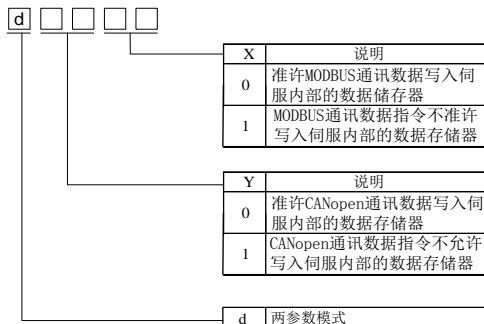 d
X 说明
0 准许MODBUS通讯数据写入伺
服内部的数据储存器
1 MODBUS通讯数据指令不准许
写入伺服内部的数据存储器
Y 说明
0 准许CANopen通讯数据写入伺
服内部的数据存储器
1 CANopen通讯数据指令不允许
写入伺服内部的数据存储器
d 两参数模式